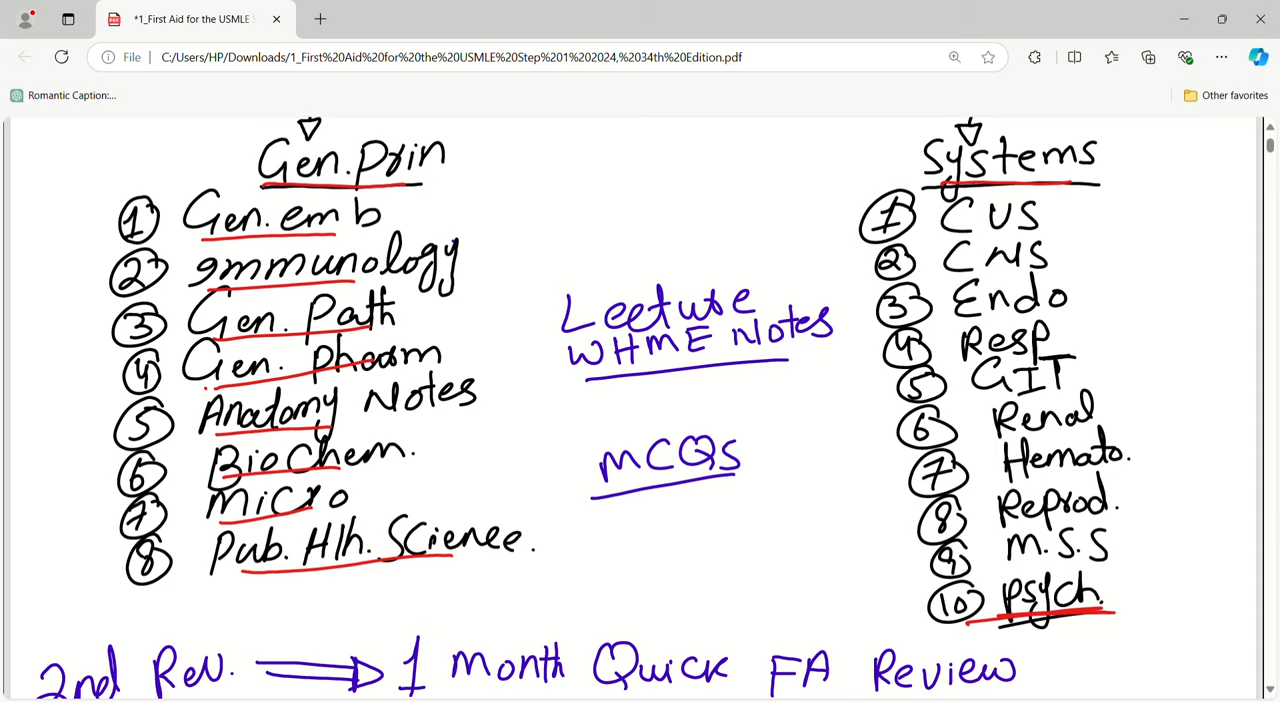 *1_First Aid for the USMLE S
File
C:/Users/HP/Downloads/1_First%20Aid%20for%20the%20USMLE%20Step%201%202024,%2034th%20Edition.pdf
Romantic Caption:...
Other favorites
Gen. Prin
1 Gen. emb
2 immunology
3 Gen. Path
4 Gen. Pharm
5 Anatomy Notes
6 BioChem.
7 Micro
8 Pub. Hlh. Science.
Lecture
WHME Notes
MCQS
Systems
1 CVS
2 CNS
3 Endo
4 Resp
5 GIT
6 Renal
7 Hemato.
8 Reprod.
9 M.S.S
10 Psych.
2nd Rev. ⟹ 1 Month Quick FA Review